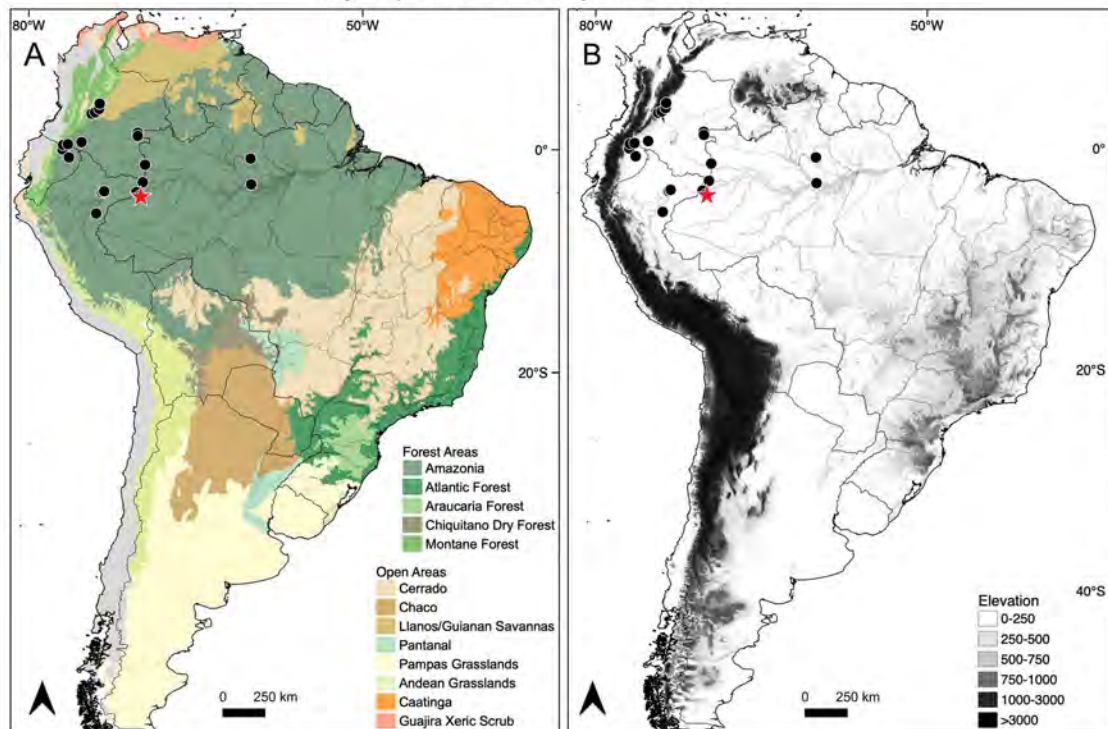 80°W
50°W
A
0°
20°S
Forest Areas
Amazonia
Atlantic Forest
Araucaria Forest
Chiquitano Dry Forest
Montane Forest
Open Areas
Cerrado
Chaco
Llanos/Guianan Savannas
Pantanal
Pampas Grasslands
Andean Grasslands
Caatinga
Guajira Xeric Scrub
0 250 km
80°W
50°W
B
0°
20°S
40°S
Elevation
0-250
250-500
500-750
750-1000
1000-3000
>3000
0 250 km